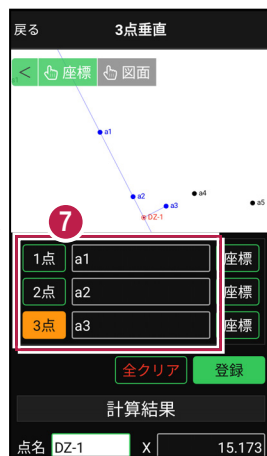 戻る 3点垂直
< 座標 図面
a1
a2
a3
a4
a5
DZ-1
7
1点 a1 座標
2点 a2 座標
3点 a3 座標
全クリア 登録
計算結果
点名 DZ-1 X 15.173